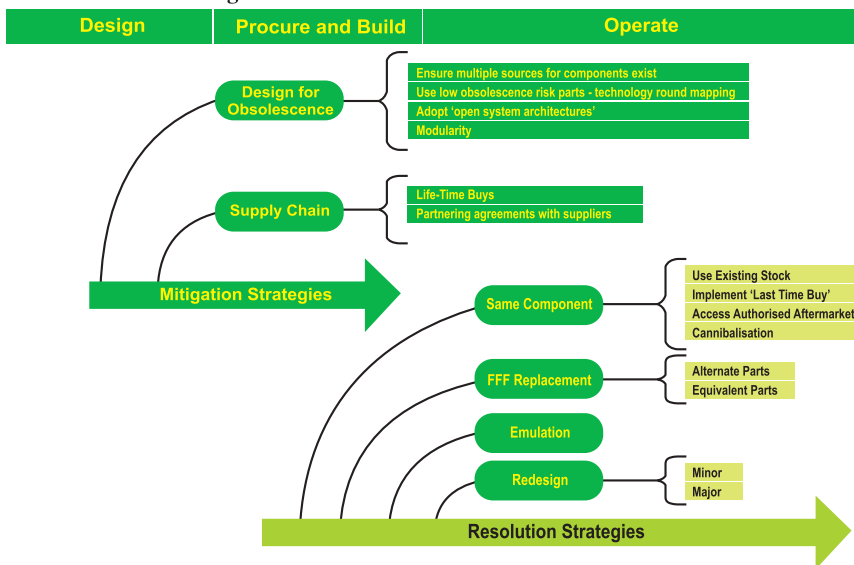 Design
Procure and Build
Operate
Design for
Obsolescence
Ensure multiple sources for components exist
Use low obsolescence risk parts - technology round mapping
Adopt ‘open system architectures’
Modularity
Supply Chain
Life-Time Buys
Partnering agreements with suppliers
Mitigation Strategies
Same Component
Use Existing Stock
Implement ‘Last Time Buy’
Access Authorised Aftermarket
Cannibalisation
FFF Replacement
Alternate Parts
Equivalent Parts
Emulation
Redesign
Minor
Major
Resolution Strategies